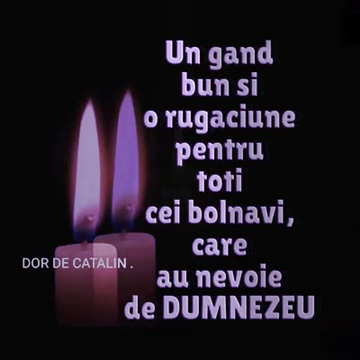 Un gand
bun si
o rugaciune
pentru
toti
cei bolnavi,
care
au nevoie
de DUMNEZEU
DOR DE CATALIN .